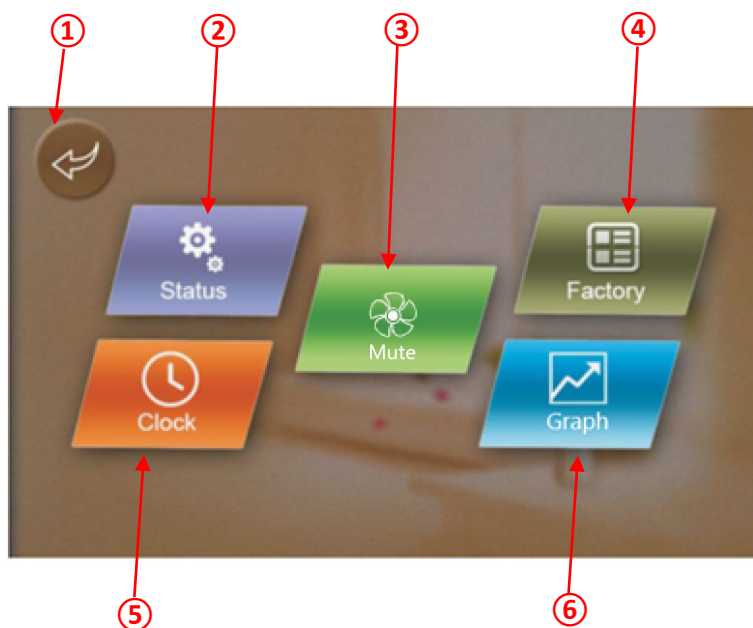 ① ② ③ ④
Status
Factory
Mute
Clock
Graph
⑤ ⑥